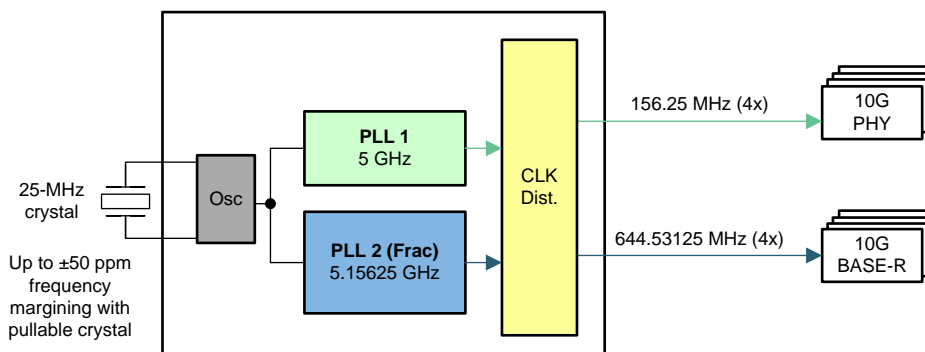 25-MHz
crystal
Up to ±50 ppm
frequency
margining with
pullable crystal
Osc
PLL 1
5 GHz
PLL 2 (Frac)
5.15625 GHz
CLK
Dist.
156.25 MHz (4x)
644.53125 MHz (4x)
10G
PHY
10G
BASE-R